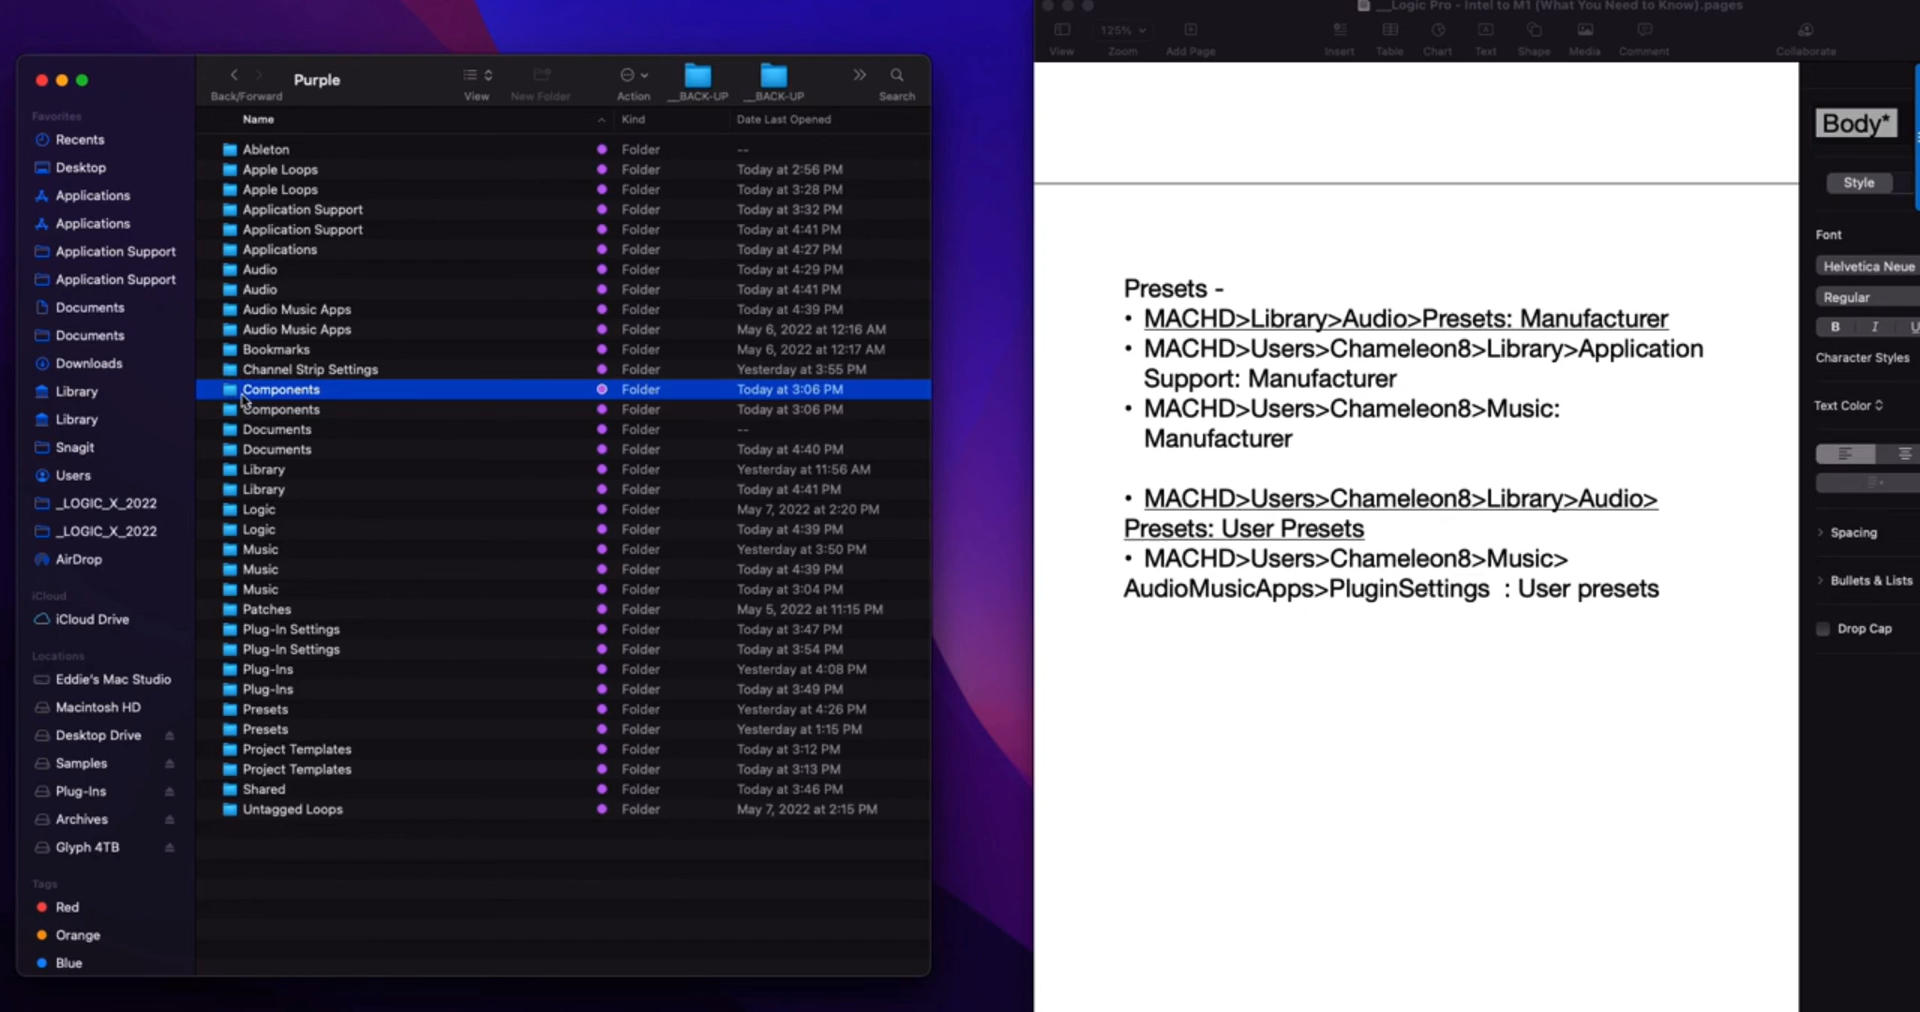 Purple
Back/Forward
View
New Folder
Action
__BACK-UP
__BACK-UP
Search
Favorites
Recents
Desktop
Applications
Applications
Application Support
Application Support
Documents
Documents
Downloads
Library
Library
Snagit
Users
_LOGIC_X_2022
_LOGIC_X_2022
AirDrop
iCloud
iCloud Drive
Locations
Eddie's Mac Studio
Macintosh HD
Desktop Drive
Samples
Plug-Ins
Archives
Glyph 4TB
Tags
Red
Orange
Blue
Name Kind Date Last Opened
Ableton Folder --
Apple Loops Folder Today at 2:56 PM
Apple Loops Folder Today at 3:28 PM
Application Support Folder Today at 3:32 PM
Application Support Folder Today at 4:41 PM
Applications Folder Today at 4:27 PM
Audio Folder Today at 4:29 PM
Audio Folder Today at 4:41 PM
Audio Music Apps Folder Today at 4:39 PM
Audio Music Apps Folder May 6, 2022 at 12:16 AM
Bookmarks Folder May 6, 2022 at 12:17 AM
Channel Strip Settings Folder Yesterday at 3:55 PM
Components Folder Today at 3:06 PM
Components Folder Today at 3:06 PM
Documents Folder --
Documents Folder Today at 4:40 PM
Library Folder Yesterday at 11:56 AM
Library Folder Today at 4:41 PM
Logic Folder May 7, 2022 at 2:20 PM
Logic Folder Today at 4:39 PM
Music Folder Yesterday at 3:50 PM
Music Folder Today at 4:39 PM
Music Folder Today at 3:04 PM
Patches Folder May 5, 2022 at 11:15 PM
Plug-In Settings Folder Today at 3:47 PM
Plug-In Settings Folder Today at 3:54 PM
Plug-Ins Folder Yesterday at 4:08 PM
Plug-Ins Folder Today at 3:49 PM
Presets Folder Yesterday at 4:26 PM
Presets Folder Yesterday at 1:15 PM
Project Templates Folder Today at 3:12 PM
Project Templates Folder Today at 3:13 PM
Shared Folder Today at 3:46 PM
Untagged Loops Folder May 7, 2022 at 2:15 PM
__Logic Pro - Intel to M1 (What You Need to Know).pages
125%
View Zoom Add Page Insert Table Chart Text Shape Media Comment Collaborate
Presets -
• MACHD>Library>Audio>Presets: Manufacturer
• MACHD>Users>Chameleon8>Library>Application
Support: Manufacturer
• MACHD>Users>Chameleon8>Music:
Manufacturer
• MACHD>Users>Chameleon8>Library>Audio>
Presets: User Presets
• MACHD>Users>Chameleon8>Music>
AudioMusicApps>PluginSettings : User presets
Body*
Style
Font
Helvetica Neue
Regular
B I U
Character Styles
Text Color
Spacing
Bullets & Lists
Drop Cap